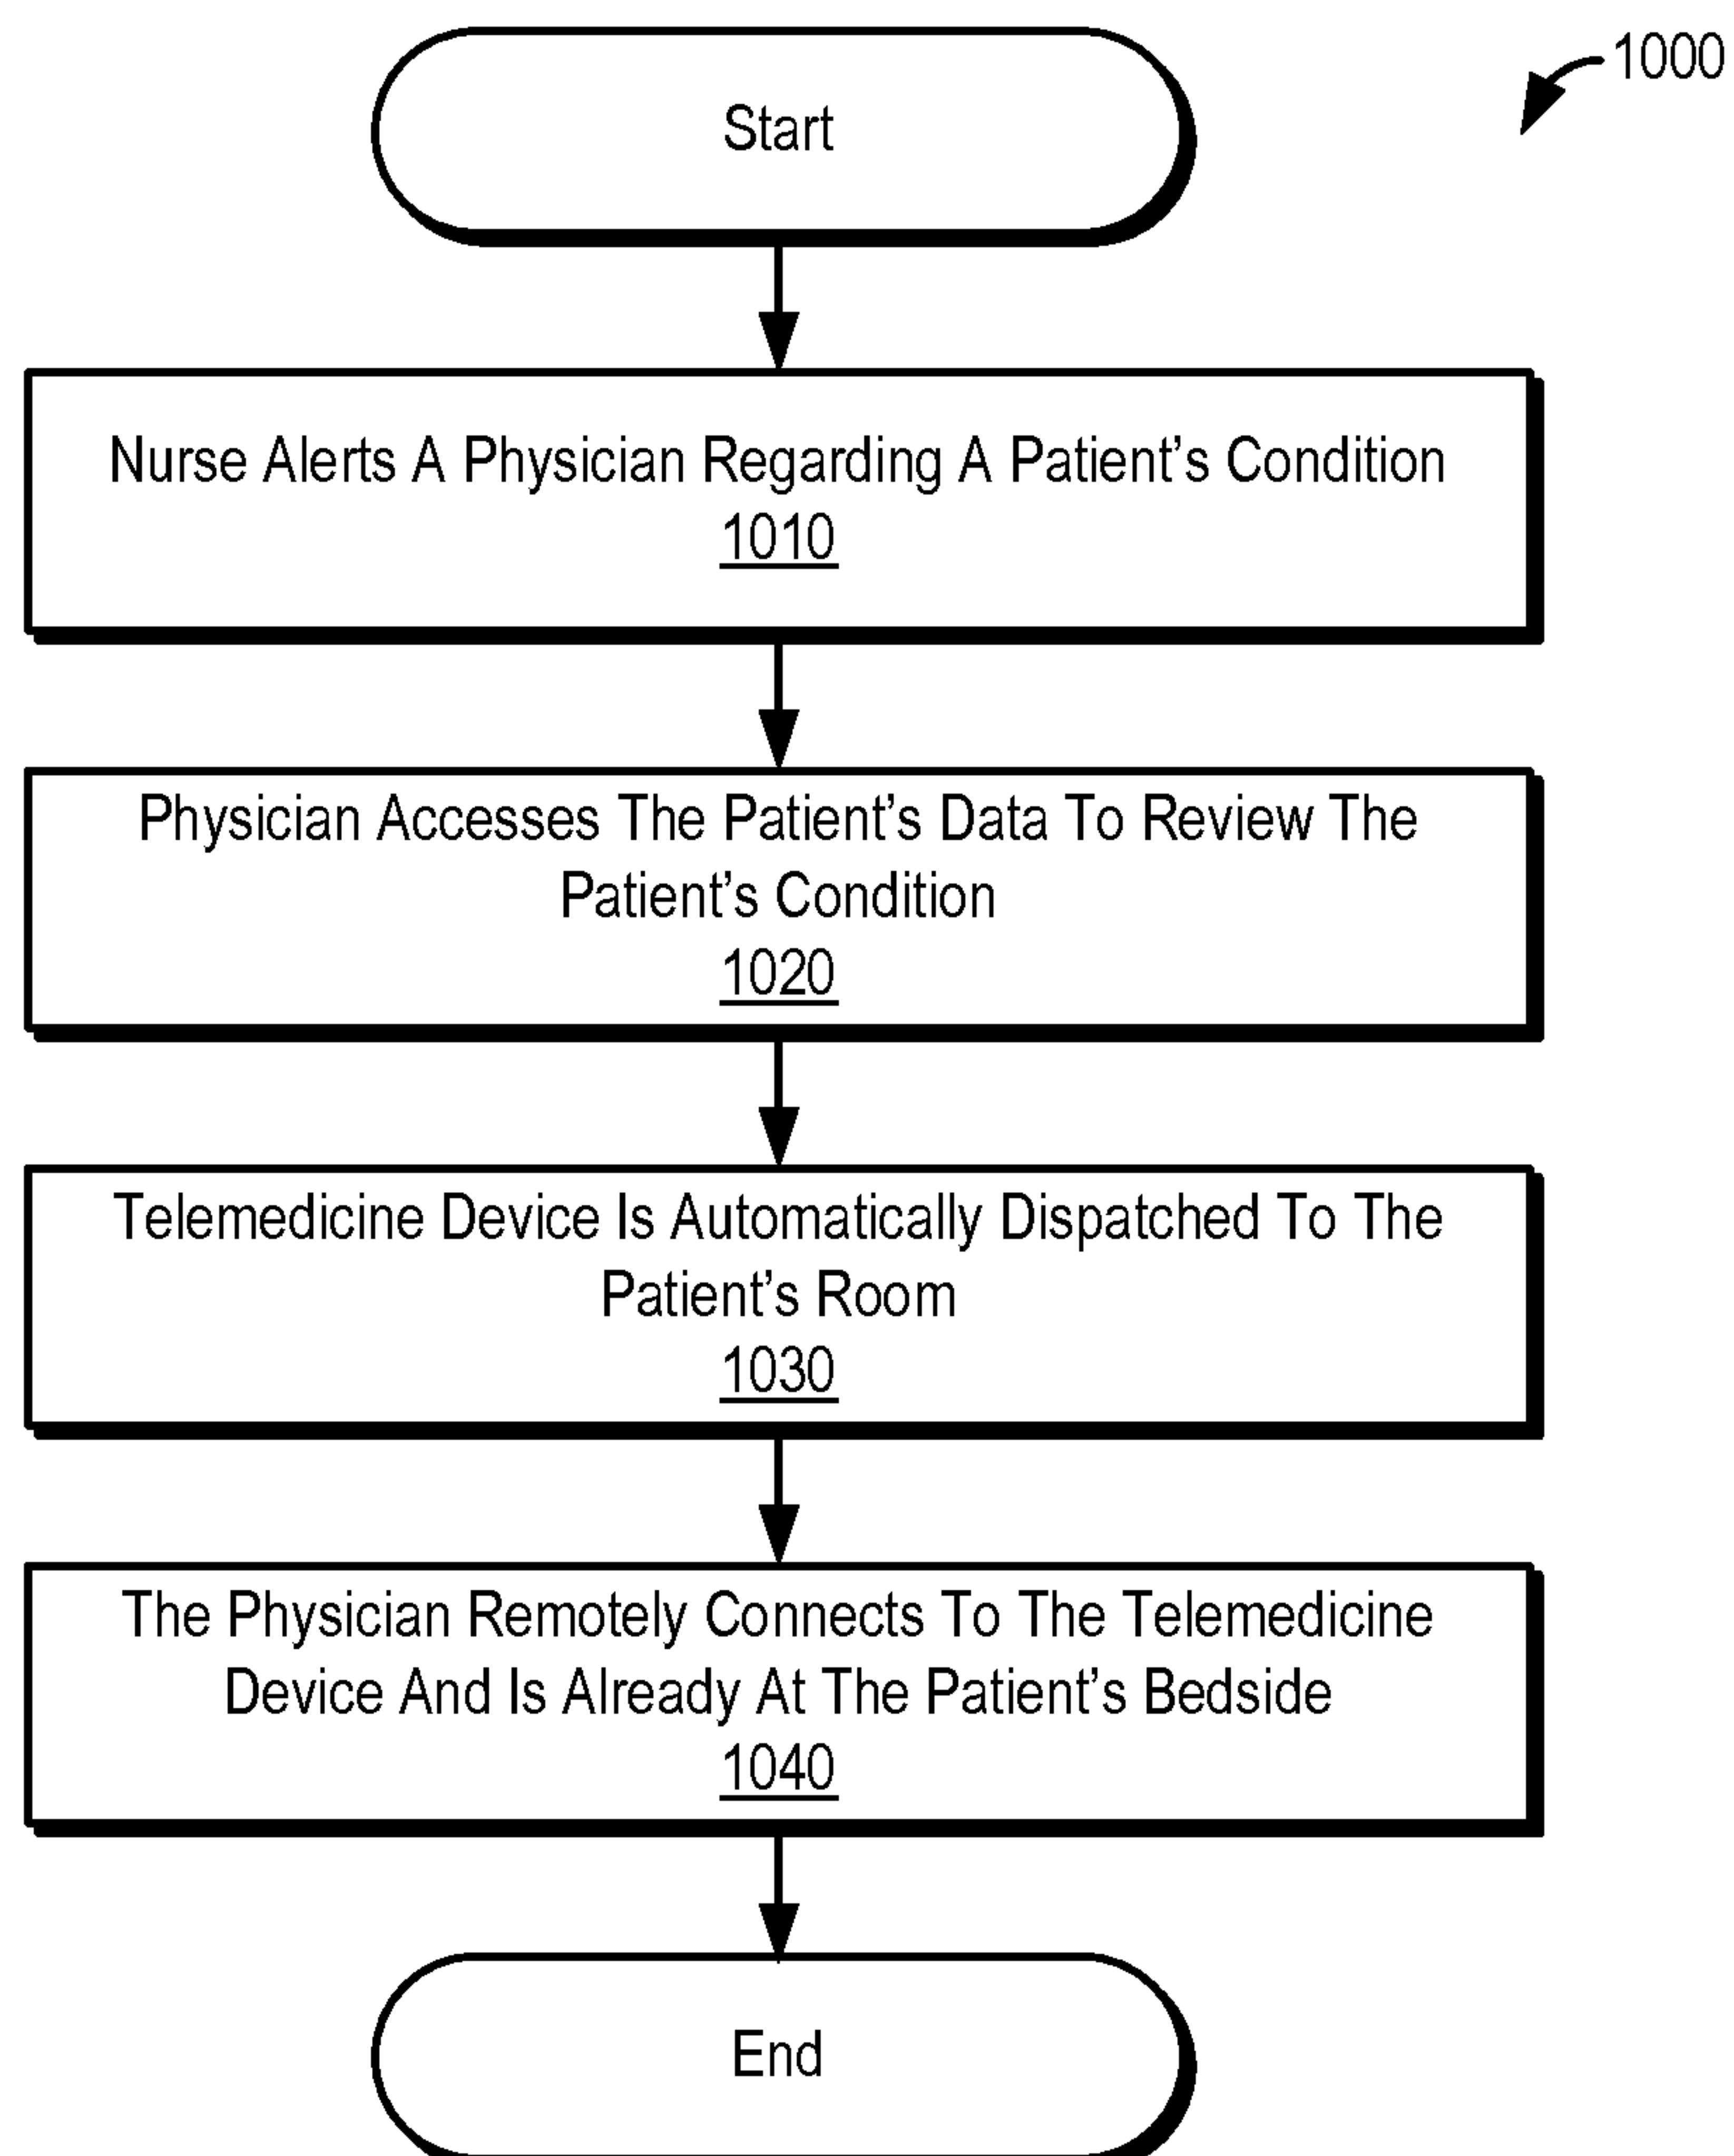 1000
Start
Nurse Alerts A Physician Regarding A Patient’s Condition
1010
Physician Accesses The Patient’s Data To Review The
Patient’s Condition
1020
Telemedicine Device Is Automatically Dispatched To The
Patient’s Room
1030
The Physician Remotely Connects To The Telemedicine
Device And Is Already At The Patient’s Bedside
1040
End